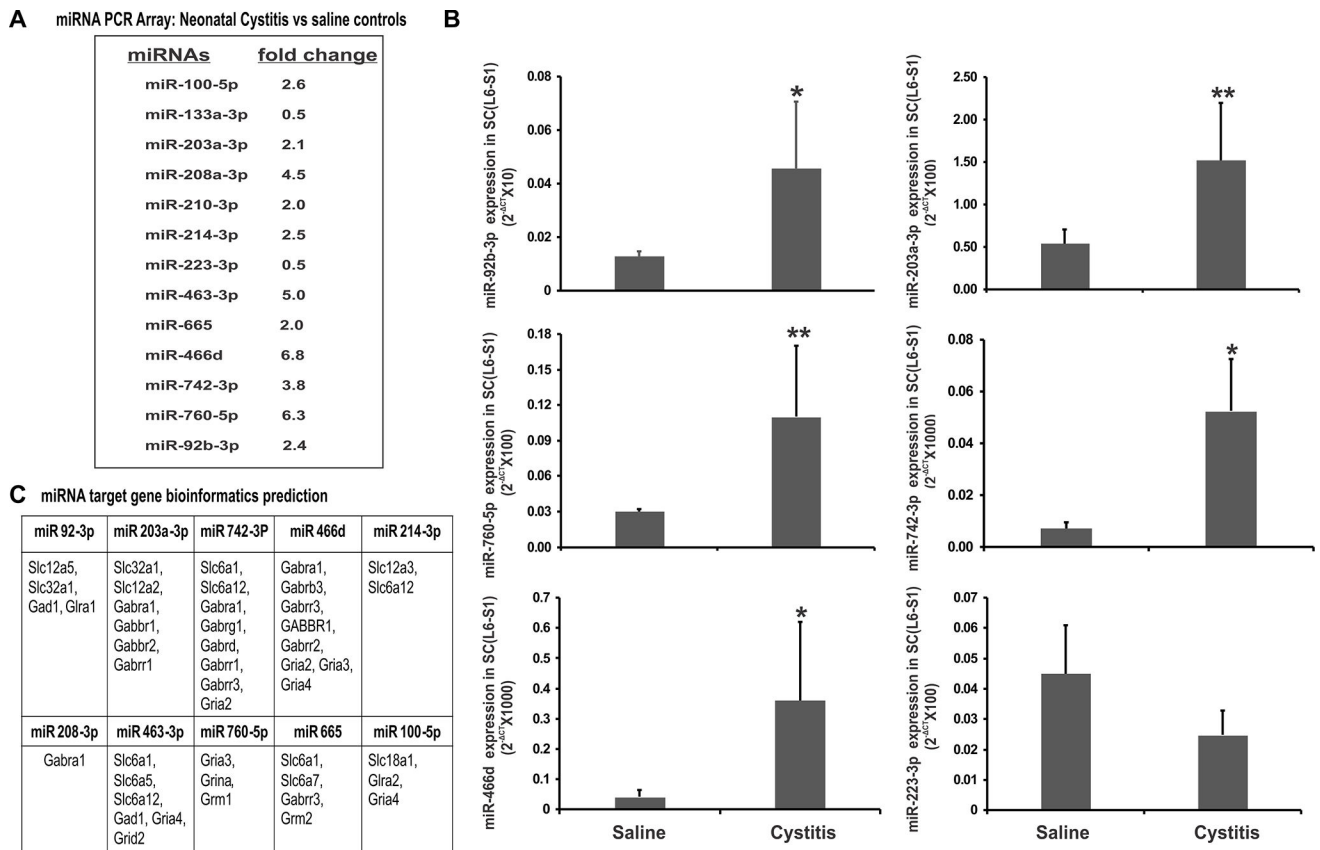 A
miRNA PCR Array: Neonatal Cystitis vs saline controls
miRNAs fold change
miR-100-5p 2.6
miR-133a-3p 0.5
miR-203a-3p 2.1
miR-208a-3p 4.5
miR-210-3p 2.0
miR-214-3p 2.5
miR-223-3p 0.5
miR-463-3p 5.0
miR-665 2.0
miR-466d 6.8
miR-742-3p 3.8
miR-760-5p 6.3
miR-92b-3p 2.4
B
miR-92b-3p expression in SC(L6-S1)
(2-ΔCTX10)
0.08
0.06
0.04
0.02
0
*
miR-203a-3p expression in SC(L6-S1)
(2-ΔCTX100)
2.50
2.00
1.50
1.00
0.50
0.00
**
miR-760-5p expression in SC(L6-S1)
(2-ΔCTX100)
0.18
0.15
0.12
0.09
0.06
0.03
0.00
**
miR-742-3p expression in SC(L6-S1)
(2-ΔCTX1000)
0.08
0.06
0.04
0.02
0.00
*
miR-466d expression in SC(L6-S1)
(2-ΔCTX1000)
0.7
0.6
0.5
0.4
0.3
0.2
0.1
0
*
Saline Cystitis
miR-223-3p expression in SC(L6-S1)
(2-ΔCTX100)
0.07
0.06
0.05
0.04
0.03
0.02
0.01
0
Saline Cystitis
C
miRNA target gene bioinformatics prediction
miR 92-3p
Slc12a5,
Slc32a1,
Gad1, Glra1
miR 203a-3p
Slc32a1,
Slc12a2,
Gabra1,
Gabbr1,
Gabbr2,
Gabrr1
miR 742-3P
Slc6a1,
Slc6a12,
Gabra1,
Gabrg1,
Gabrd,
Gabrr1,
Gabrr3,
Gria2
miR 466d
Gabra1,
Gabrb3,
Gabrr3,
GABBR1,
Gabrr2,
Gria2, Gria3,
Gria4
miR 214-3p
Slc12a3,
Slc6a12
miR 208-3p
Gabra1
miR 463-3p
Slc6a1,
Slc6a5,
Slc6a12,
Gad1, Gria4,
Grid2
miR 760-5p
Gria3,
Grina,
Grm1
miR 665
Slc6a1,
Slc6a7,
Gabrr3,
Grm2
miR 100-5p
Slc18a1,
Glra2,
Gria4